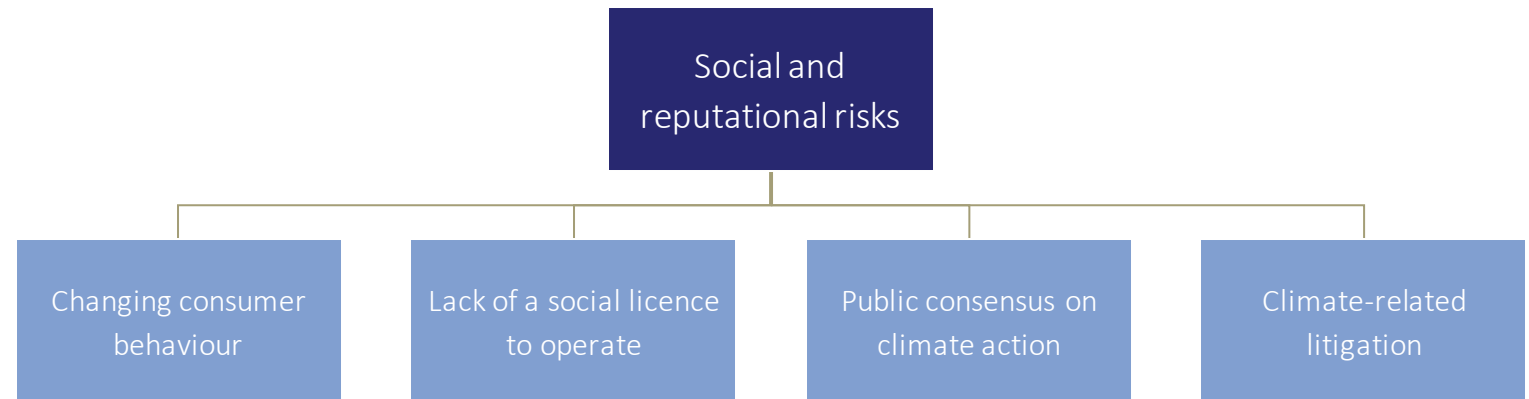 Social and
reputational risks
Changing consumer
behaviour
Lack of a social licence
to operate
Public consensus on
climate action
Climate-related
litigation